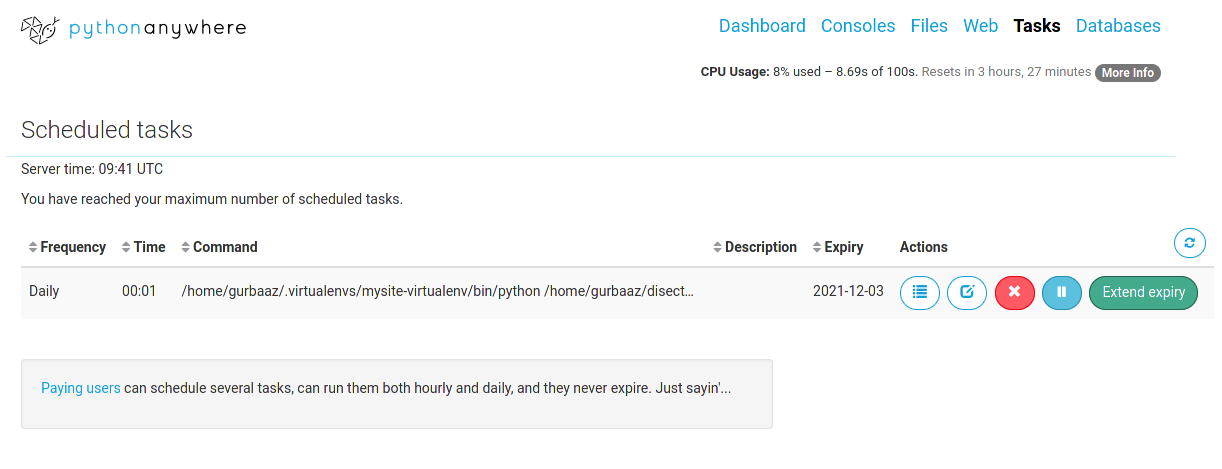 pythonanywhere
Dashboard Consoles Files Web Tasks Databases
CPU Usage: 8% used – 8.69s of 100s. Resets in 3 hours, 27 minutes More Info
Scheduled tasks
Server time: 09:41 UTC
You have reached your maximum number of scheduled tasks.
Frequency Time Command Description Expiry Actions
Daily 00:01 /home/gurbaaz/.virtualenvs/mysite-virtualenv/bin/python /home/gurbaaz/disect... 2021-12-03 Extend expiry
Paying users can schedule several tasks, can run them both hourly and daily, and they never expire. Just sayin'...